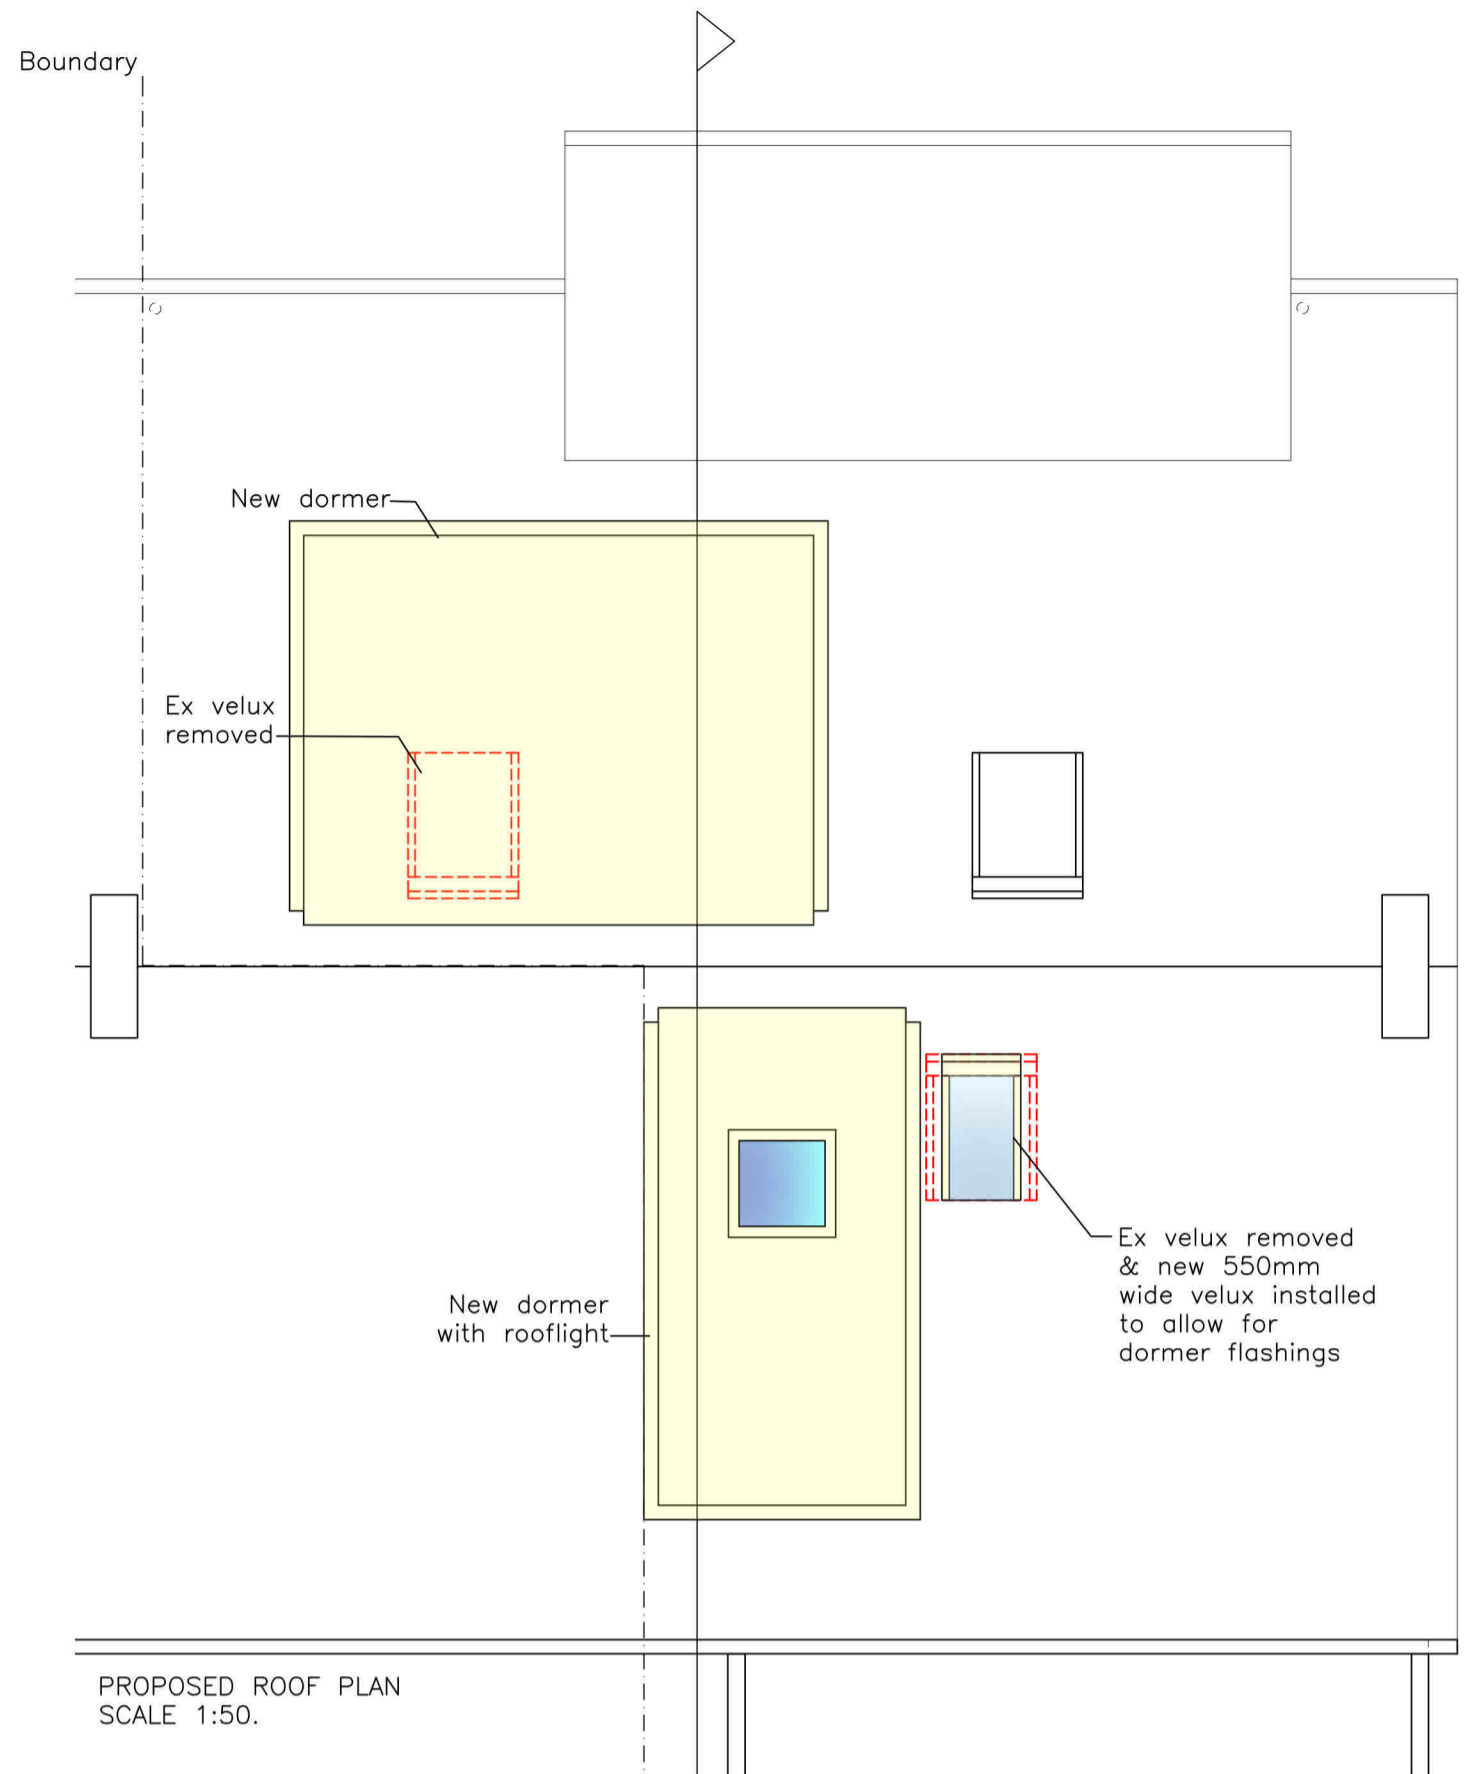 Boundary
New dormer
Ex velux
removed
New dormer
with rooflight
Ex velux removed
& new 550mm
wide velux installed
to allow for
dormer flashings
PROPOSED ROOF PLAN
SCALE 1:50.